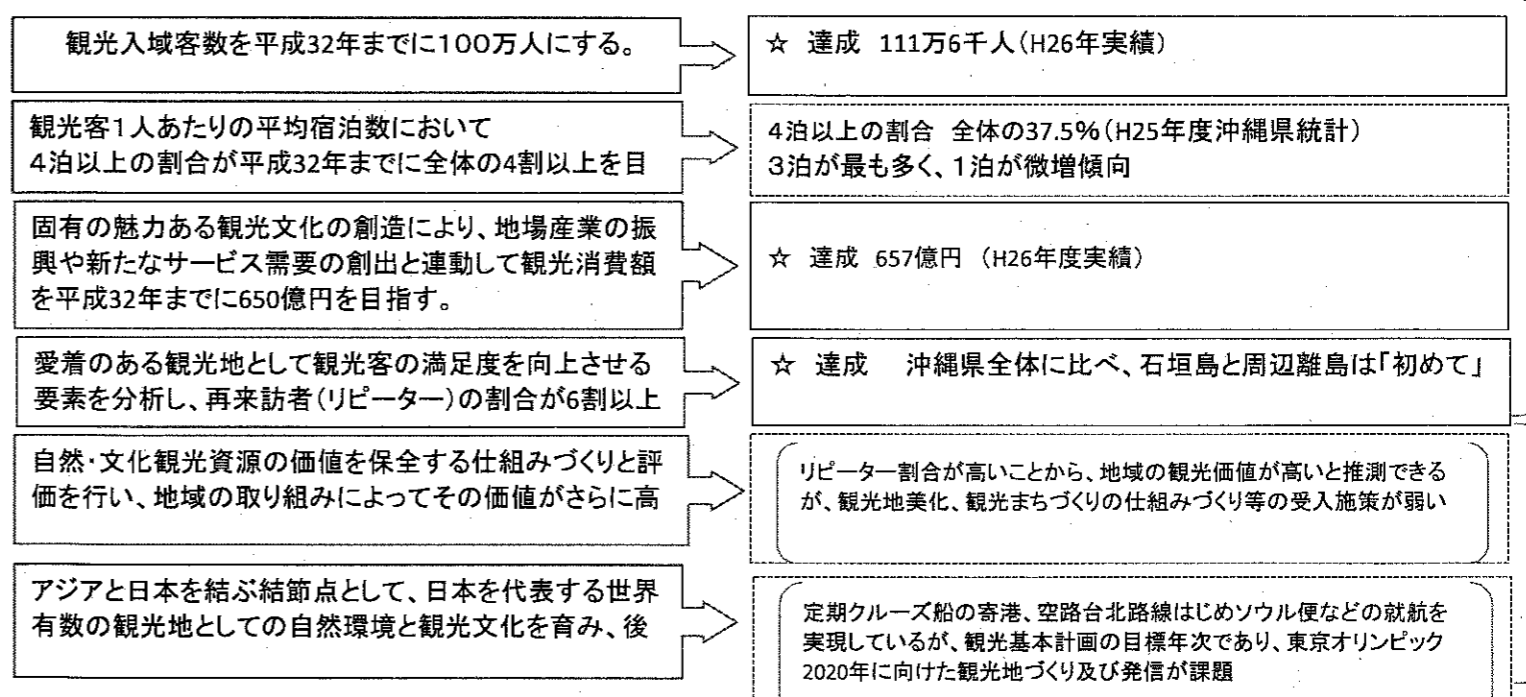 観光入域客数を平成32年までに100万人にする。
☆ 達成 111万6千人(H26年実績)
観光客1人あたりの平均宿泊数において
4泊以上の割合が平成32年までに全体の4割以上を目
4泊以上の割合 全体の37.5%(H25年度沖縄県統計)
3泊が最も多く、1泊が微増傾向
固有の魅力ある観光文化の創造により、地場産業の振
興や新たなサービス需要の創出と連動して観光消費額
を平成32年までに650億円を目指す。
☆ 達成 657億円 (H26年度実績)
愛着のある観光地として観光客の満足度を向上させる
要素を分析し、再来訪者(リピーター)の割合が6割以上
☆ 達成 沖縄県全体に比べ、石垣島と周辺離島は「初めて」
自然・文化観光資源の価値を保全する仕組みづくりと評
価を行い、地域の取り組みによってその価値がさらに高
リピーター割合が高いことから、地域の観光価値が高いと推測できる
が、観光地美化、観光まちづくりの仕組みづくり等の受入施策が弱い
アジアと日本を結ぶ結節点として、日本を代表する世界
有数の観光地としての自然環境と観光文化を育み、後
定期クルーズ船の寄港、空路台北路線はじめソウル便などの就航を
実現しているが、観光基本計画の目標年次であり、東京オリンピック
2020年に向けた観光地づくり及び発信が課題